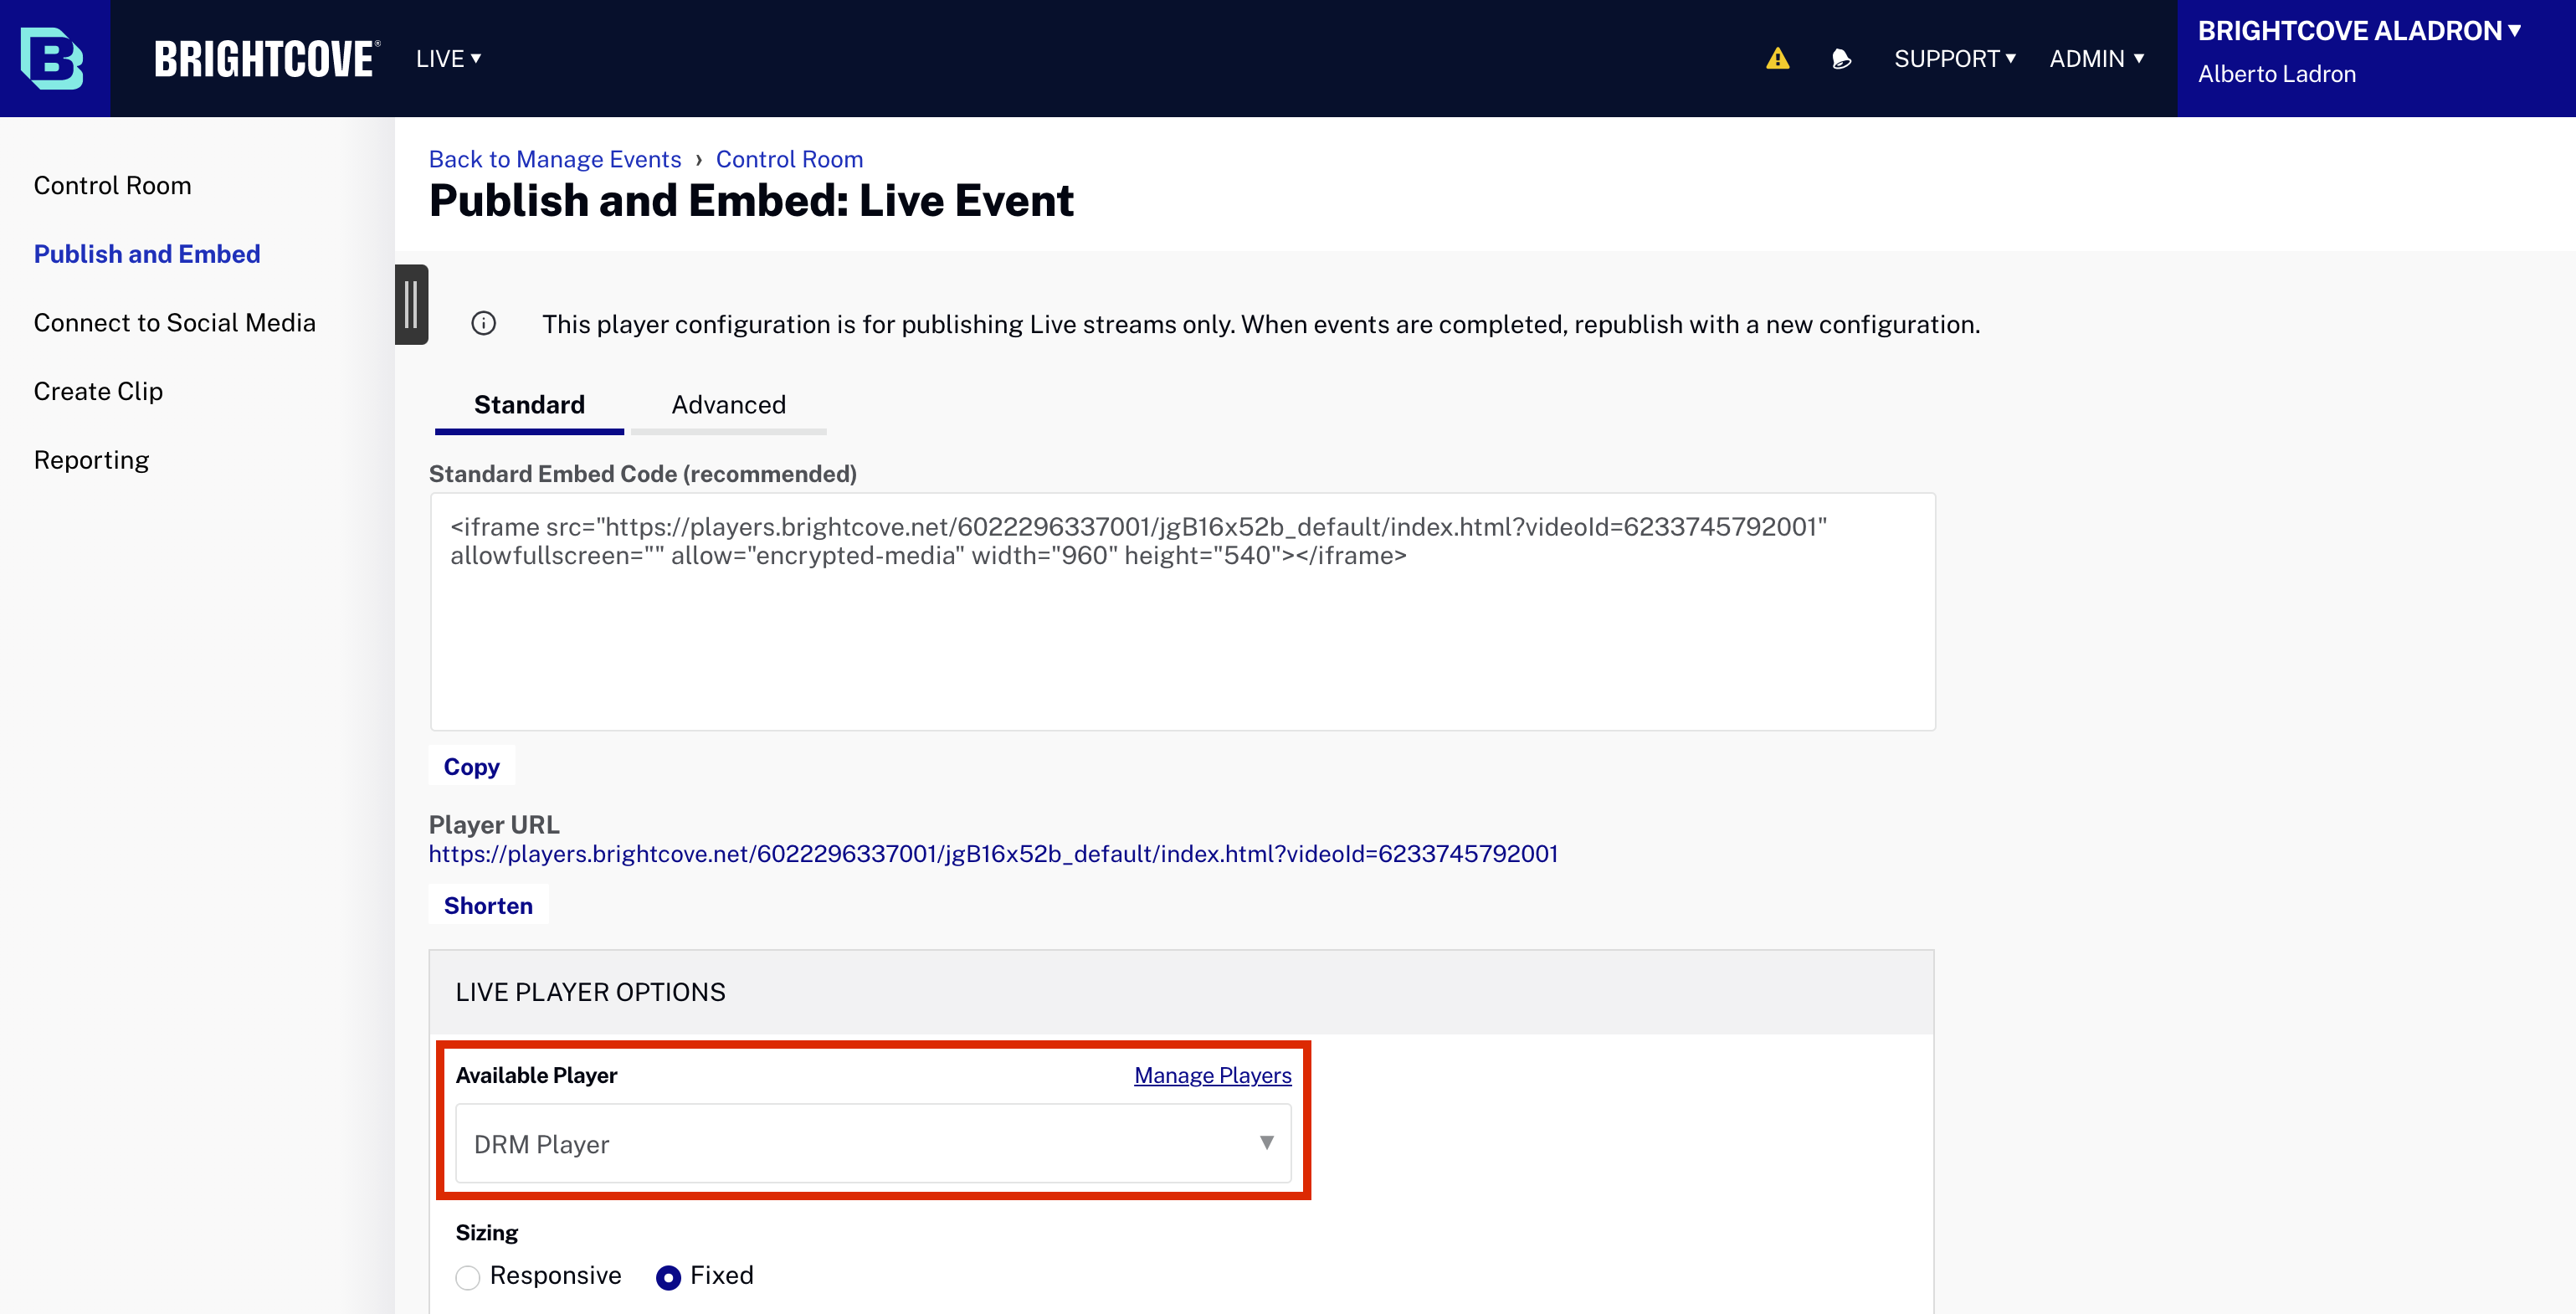 BRIGHTCOVE® LIVE ▾ SUPPORT ▾ ADMIN ▾ BRIGHTCOVE ALADRON ▾
Alberto Ladron
Control Room
Publish and Embed
Connect to Social Media
Create Clip
Reporting
Back to Manage Events › Control Room
Publish and Embed: Live Event
This player configuration is for publishing Live streams only. When events are completed, republish with a new configuration.
Standard Advanced
Standard Embed Code (recommended)
<iframe src="https://players.brightcove.net/6022296337001/jgB16x52b_default/index.html?videoId=6233745792001"
allowfullscreen="" allow="encrypted-media" width="960" height="540"></iframe>
Copy
Player URL
https://players.brightcove.net/6022296337001/jgB16x52b_default/index.html?videoId=6233745792001
Shorten
LIVE PLAYER OPTIONS
Available Player Manage Players
DRM Player
Sizing
Responsive Fixed